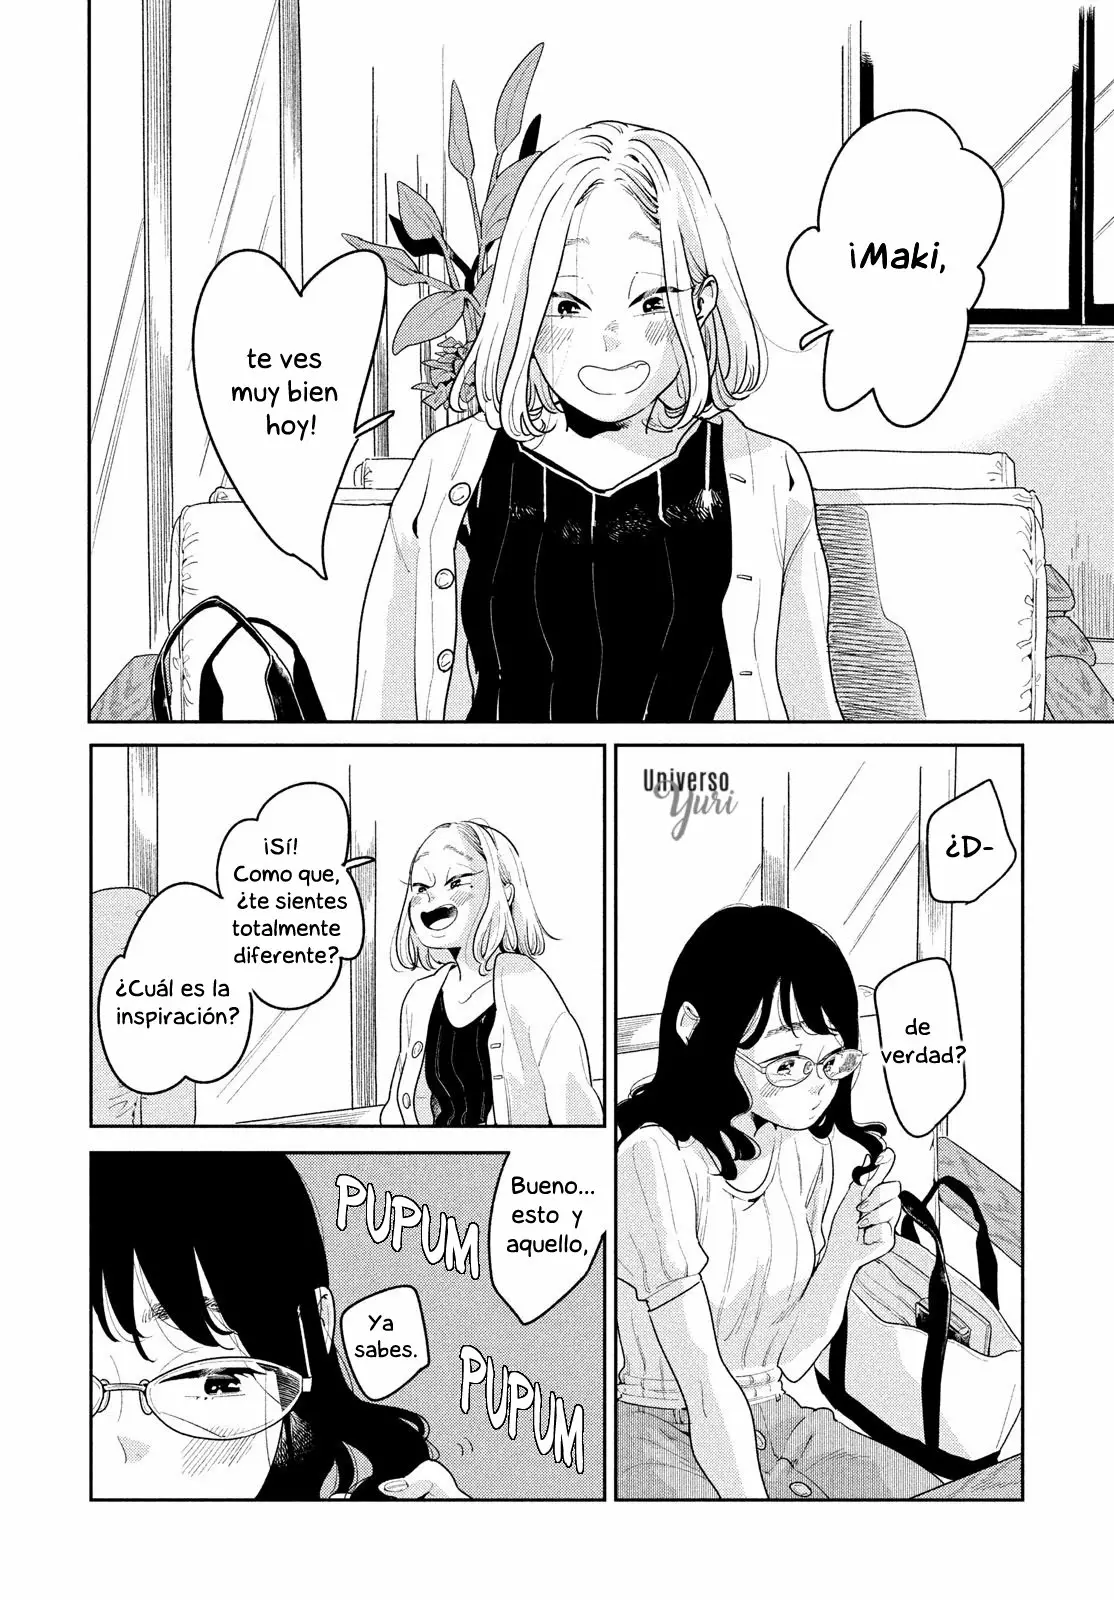 ¡Maki,
te ves
muy bien
hoy!
Universo
Yuri
¿D-
de
verdad?
¡Sí!
Como que,
¿te sientes
totalmente
diferente?
¿Cuál es la
inspiración?
Bueno...
esto y
aquello,
PUPUM
Ya
sabes.
PUPUM